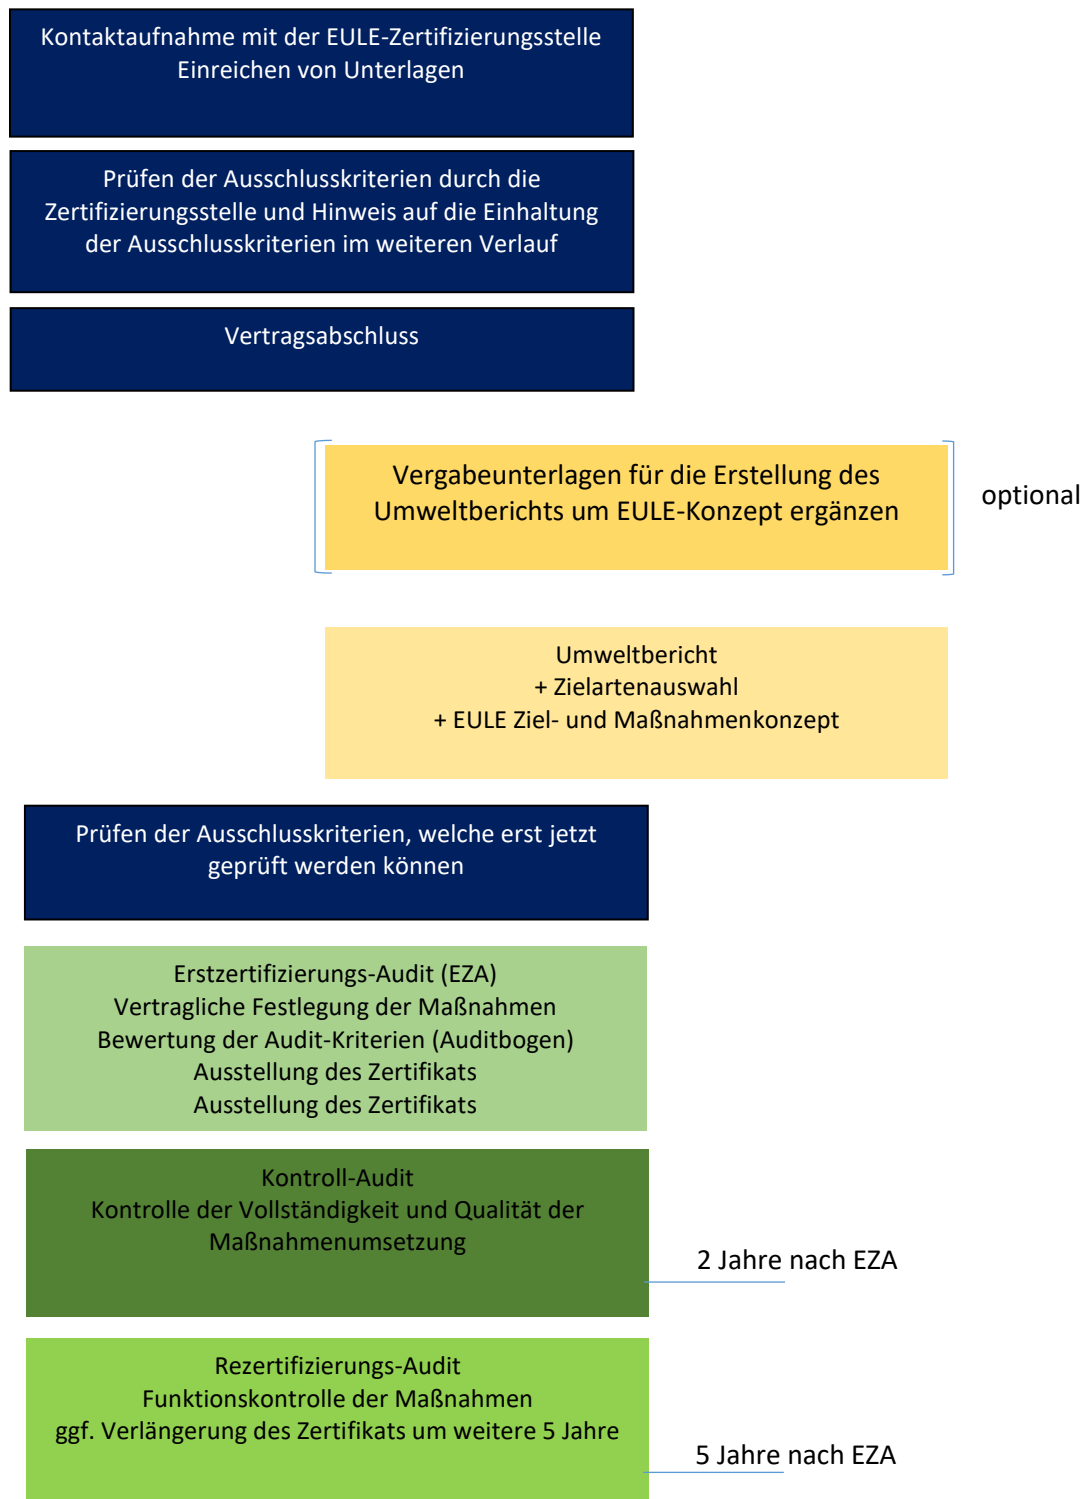 Kontaktaufnahme mit der EULE-Zertifizierungsstelle
Einreichen von Unterlagen
Prüfen der Ausschlusskriterien durch die
Zertifizierungsstelle und Hinweis auf die Einhaltung
der Ausschlusskriterien im weiteren Verlauf
Vertragsabschluss
Vergabeunterlagen für die Erstellung des
Umweltberichts um EULE-Konzept ergänzen
optional
Umweltbericht
+ Zielartenauswahl
+ EULE Ziel- und Maßnahmenkonzept
Prüfen der Ausschlusskriterien, welche erst jetzt
geprüft werden können
Erstzertifizierungs-Audit (EZA)
Vertragliche Festlegung der Maßnahmen
Bewertung der Audit-Kriterien (Auditbogen)
Ausstellung des Zertifikats
Ausstellung des Zertifikats
Kontroll-Audit
Kontrolle der Vollständigkeit und Qualität der
Maßnahmenumsetzung
2 Jahre nach EZA
Rezertifizierungs-Audit
Funktionskontrolle der Maßnahmen
ggf. Verlängerung des Zertifikats um weitere 5 Jahre
5 Jahre nach EZA